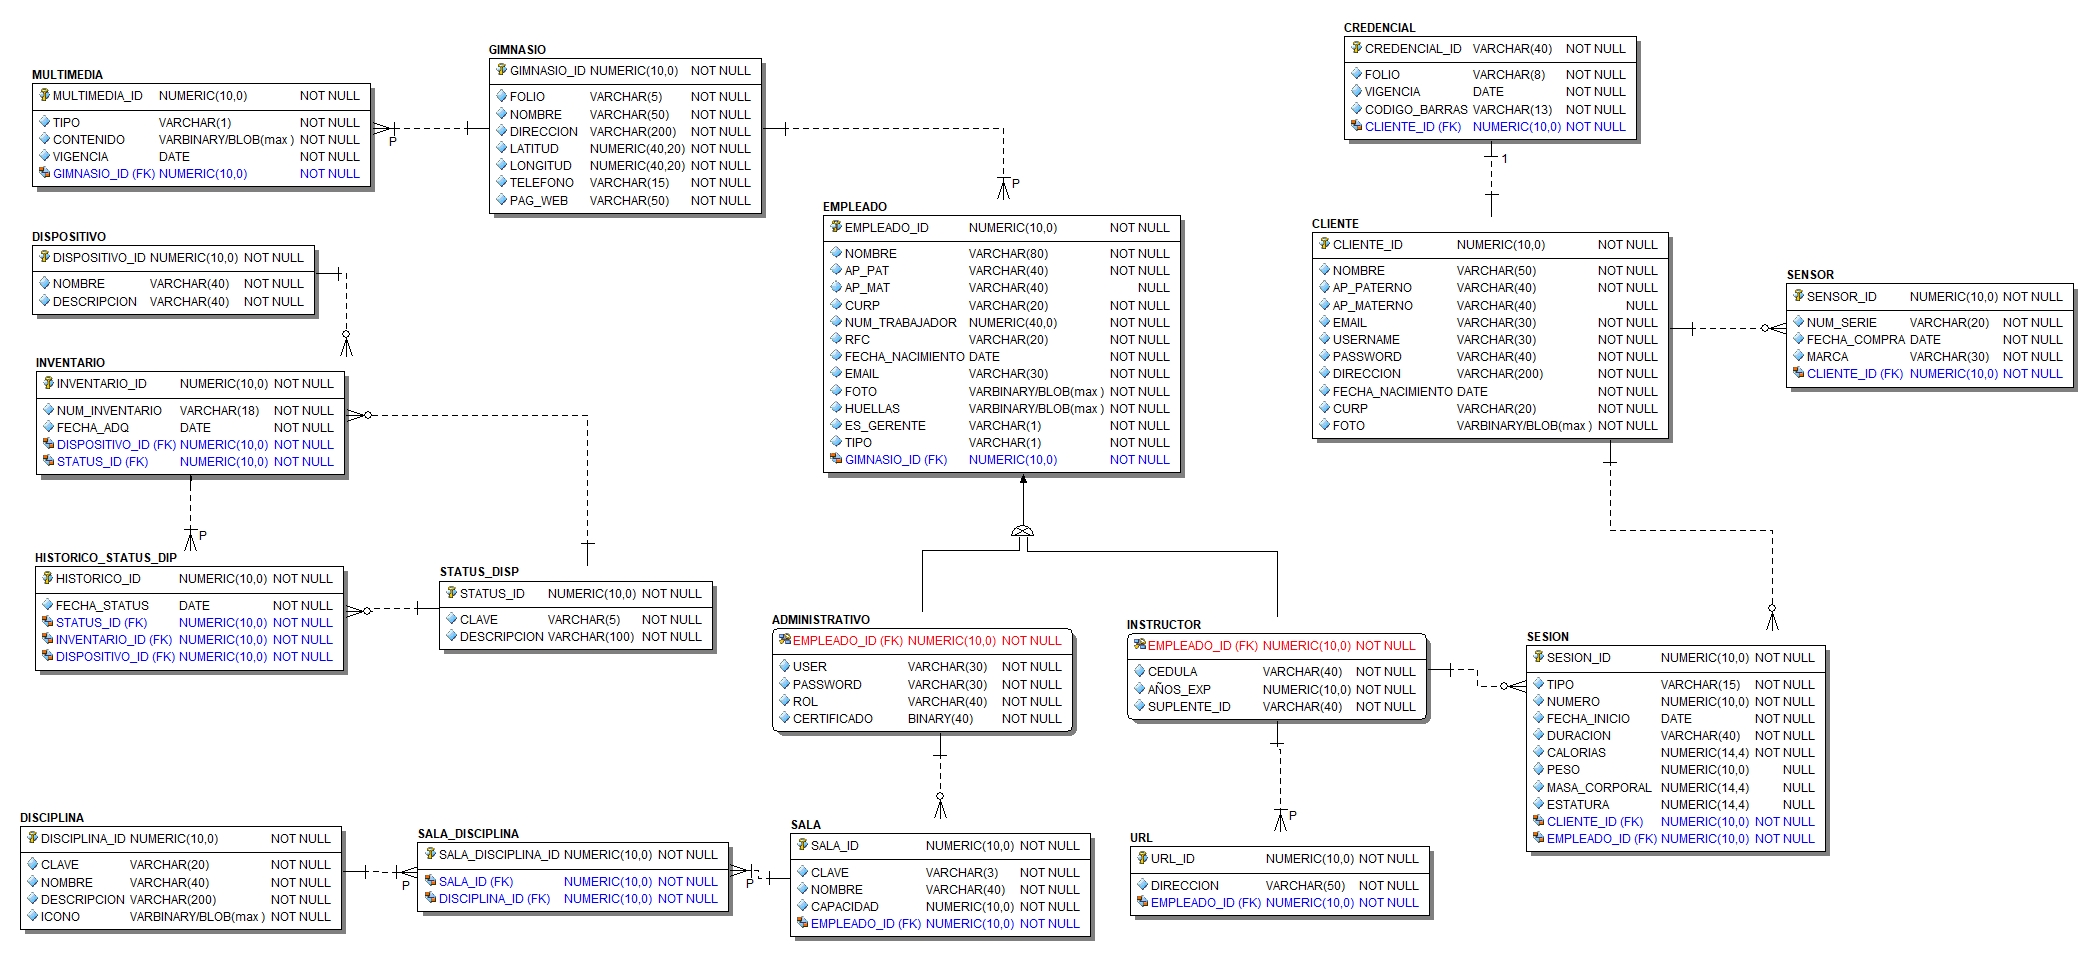 MULTIMEDIA
MULTIMEDIA_ID NUMERIC(10,0) NOT NULL
TIPO VARCHAR(1) NOT NULL
CONTENIDO VARBINARY/BLOB(max ) NOT NULL
VIGENCIA DATE NOT NULL
GIMNASIO_ID (FK) NUMERIC(10,0) NOT NULL
P
GIMNASIO
GIMNASIO_ID NUMERIC(10,0) NOT NULL
FOLIO VARCHAR(5) NOT NULL
NOMBRE VARCHAR(50) NOT NULL
DIRECCION VARCHAR(200) NOT NULL
LATITUD NUMERIC(40,20) NOT NULL
LONGITUD NUMERIC(40,20) NOT NULL
TELEFONO VARCHAR(15) NOT NULL
PAG_WEB VARCHAR(50) NOT NULL
P
CREDENCIAL
CREDENCIAL_ID VARCHAR(40) NOT NULL
FOLIO VARCHAR(8) NOT NULL
VIGENCIA DATE NOT NULL
CODIGO_BARRAS VARCHAR(13) NOT NULL
CLIENTE_ID (FK) NUMERIC(10,0) NOT NULL
1
DISPOSITIVO
DISPOSITIVO_ID NUMERIC(10,0) NOT NULL
NOMBRE VARCHAR(40) NOT NULL
DESCRIPCION VARCHAR(40) NOT NULL
EMPLEADO
EMPLEADO_ID NUMERIC(10,0) NOT NULL
NOMBRE VARCHAR(80) NOT NULL
AP_PAT VARCHAR(40) NOT NULL
AP_MAT VARCHAR(40) NULL
CURP VARCHAR(20) NOT NULL
NUM_TRABAJADOR NUMERIC(40,0) NOT NULL
RFC VARCHAR(20) NOT NULL
FECHA_NACIMIENTO DATE NOT NULL
EMAIL VARCHAR(30) NOT NULL
FOTO VARBINARY/BLOB(max ) NOT NULL
HUELLAS VARBINARY/BLOB(max ) NOT NULL
ES_GERENTE VARCHAR(1) NOT NULL
TIPO VARCHAR(1) NOT NULL
GIMNASIO_ID (FK) NUMERIC(10,0) NOT NULL
CLIENTE
CLIENTE_ID NUMERIC(10,0) NOT NULL
NOMBRE VARCHAR(50) NOT NULL
AP_PATERNO VARCHAR(40) NOT NULL
AP_MATERNO VARCHAR(40) NULL
EMAIL VARCHAR(30) NOT NULL
USERNAME VARCHAR(30) NOT NULL
PASSWORD VARCHAR(40) NOT NULL
DIRECCION VARCHAR(200) NOT NULL
FECHA_NACIMIENTO DATE NOT NULL
CURP VARCHAR(20) NOT NULL
FOTO VARBINARY/BLOB(max ) NOT NULL
SENSOR
SENSOR_ID NUMERIC(10,0) NOT NULL
NUM_SERIE VARCHAR(20) NOT NULL
FECHA_COMPRA DATE NOT NULL
MARCA VARCHAR(30) NOT NULL
CLIENTE_ID (FK) NUMERIC(10,0) NOT NULL
INVENTARIO
INVENTARIO_ID NUMERIC(10,0) NOT NULL
NUM_INVENTARIO VARCHAR(18) NOT NULL
FECHA_ADQ DATE NOT NULL
DISPOSITIVO_ID (FK) NUMERIC(10,0) NOT NULL
STATUS_ID (FK) NUMERIC(10,0) NOT NULL
P
HISTORICO_STATUS_DIP
HISTORICO_ID NUMERIC(10,0) NOT NULL
FECHA_STATUS DATE NOT NULL
STATUS_ID (FK) NUMERIC(10,0) NOT NULL
INVENTARIO_ID (FK) NUMERIC(10,0) NOT NULL
DISPOSITIVO_ID (FK) NUMERIC(10,0) NOT NULL
STATUS_DISP
STATUS_ID NUMERIC(10,0) NOT NULL
CLAVE VARCHAR(5) NOT NULL
DESCRIPCION VARCHAR(100) NOT NULL
ADMINISTRATIVO
EMPLEADO_ID (FK) NUMERIC(10,0) NOT NULL
USER VARCHAR(30) NOT NULL
PASSWORD VARCHAR(30) NOT NULL
ROL VARCHAR(40) NOT NULL
CERTIFICADO BINARY(40) NOT NULL
INSTRUCTOR
EMPLEADO_ID (FK) NUMERIC(10,0) NOT NULL
CEDULA VARCHAR(40) NOT NULL
AÑOS_EXP NUMERIC(10,0) NOT NULL
SUPLENTE_ID VARCHAR(40) NOT NULL
P
SESION
SESION_ID NUMERIC(10,0) NOT NULL
TIPO VARCHAR(15) NOT NULL
NUMERO NUMERIC(10,0) NOT NULL
FECHA_INICIO DATE NOT NULL
DURACION VARCHAR(40) NOT NULL
CALORIAS NUMERIC(14,4) NOT NULL
PESO NUMERIC(10,0) NULL
MASA_CORPORAL NUMERIC(14,4) NULL
ESTATURA NUMERIC(14,4) NULL
CLIENTE_ID (FK) NUMERIC(10,0) NOT NULL
EMPLEADO_ID (FK) NUMERIC(10,0) NOT NULL
DISCIPLINA
DISCIPLINA_ID NUMERIC(10,0) NOT NULL
CLAVE VARCHAR(20) NOT NULL
NOMBRE VARCHAR(40) NOT NULL
DESCRIPCION VARCHAR(200) NOT NULL
ICONO VARBINARY/BLOB(max ) NOT NULL
P
SALA_DISCIPLINA
SALA_DISCIPLINA_ID NUMERIC(10,0) NOT NULL
SALA_ID (FK) NUMERIC(10,0) NOT NULL
DISCIPLINA_ID (FK) NUMERIC(10,0) NOT NULL
P
SALA
SALA_ID NUMERIC(10,0) NOT NULL
CLAVE VARCHAR(3) NOT NULL
NOMBRE VARCHAR(40) NOT NULL
CAPACIDAD NUMERIC(10,0) NOT NULL
EMPLEADO_ID (FK) NUMERIC(10,0) NOT NULL
URL
URL_ID NUMERIC(10,0) NOT NULL
DIRECCION VARCHAR(50) NOT NULL
EMPLEADO_ID (FK) NUMERIC(10,0) NOT NULL